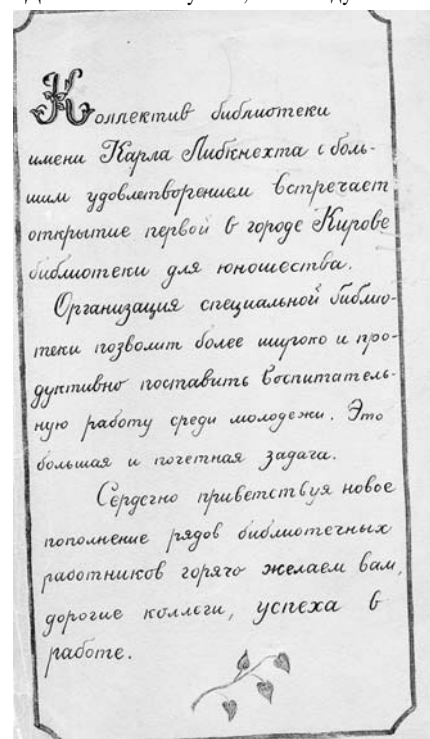 Коллектив библиотеки
имени Карла Либкнехта с боль-
шим удовлетворением встречает
открытие первой в городе Кирове
библиотеки для юношества.
Организация специальной библио-
теки позволит более широко и про-
дуктивно поставить воспитатель-
ную работу среди молодежи. Это
большая и почетная задача.
Сердечно приветствуя новое
пополнение рядов библиотечных
работников горячо желаем вам,
дорогие коллеги, успеха в
работе.